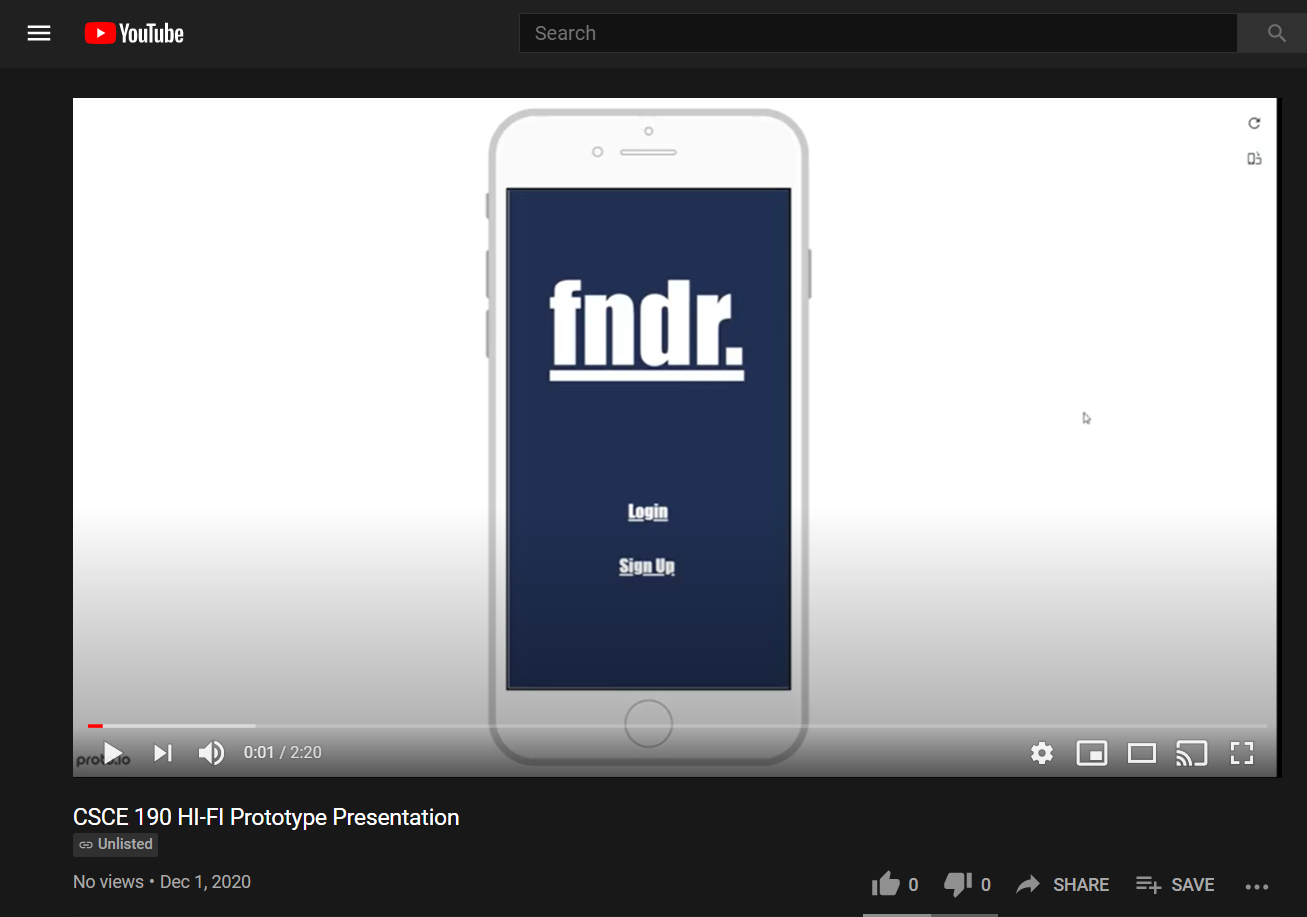 YouTube
Search
fndr.
Login
Sign Up
proto.io
0:01 / 2:20
CSCE 190 HI-FI Prototype Presentation
Unlisted
No views • Dec 1, 2020
0
0
SHARE
SAVE